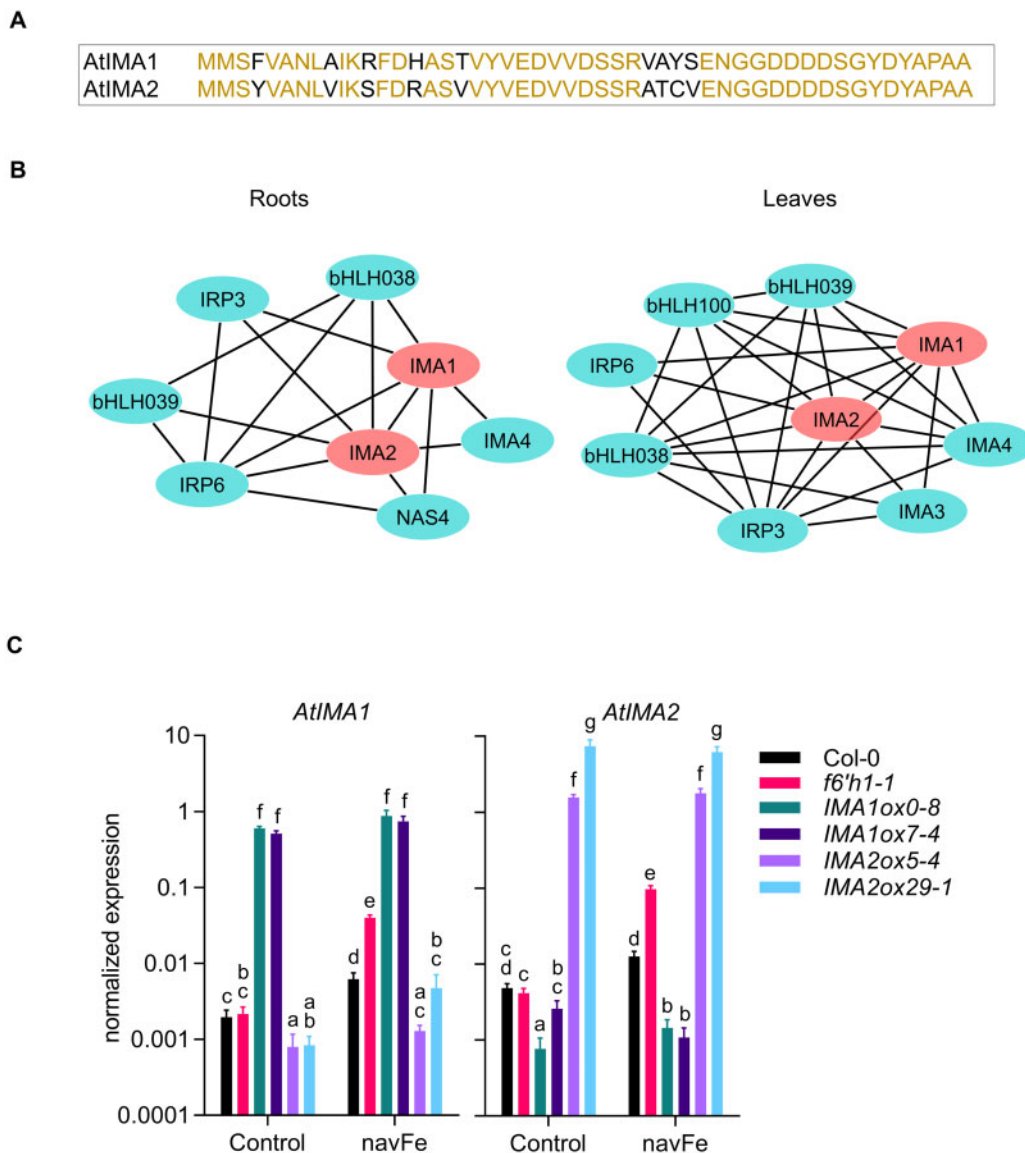 A
AtIMA1 MMSFVANLAIKRFDHASTVYVEDVVDSSRVAYSENGGDDDDSGYDYAPAA
AtIMA2 MMSYVANLVIKSFDRASVVYVEDVVDSSRATCVENGGDDDDSGYDYAPAA
B
Roots
Leaves
bHLH038
IRP3
IMA1
bHLH039
IMA2
IMA4
IRP6
NAS4
bHLH039
bHLH100
IMA1
IRP6
IMA2
IMA4
bHLH038
IMA3
IRP3
C
AtIMA1
AtIMA2
normalized expression
10
1
0.1
0.01
0.001
0.0001
c
b
c
f
f
a
a
b
d
e
f
f
a
c
b
c
c
d
c
a
b
c
f
g
d
e
b
b
f
g
Control
navFe
Control
navFe
Col-0
f6'h1-1
IMA1ox0-8
IMA1ox7-4
IMA2ox5-4
IMA2ox29-1